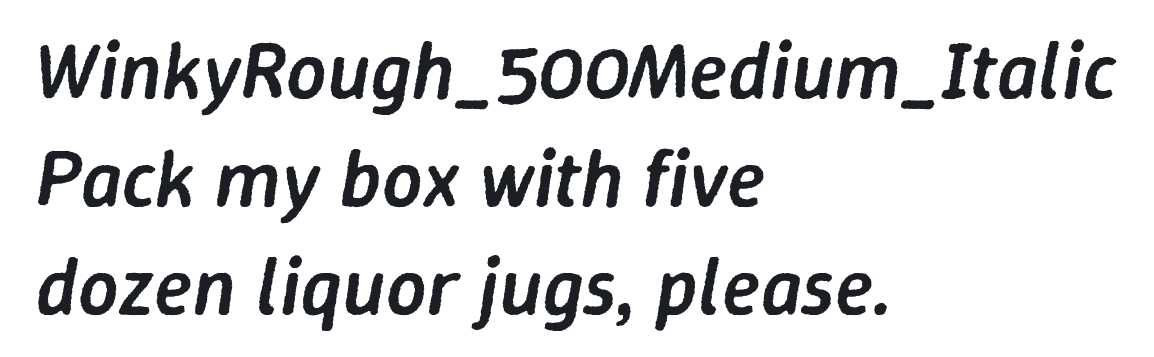 WinkyRough_500Medium_Italic
Pack my box with five
dozen liquor jugs, please.